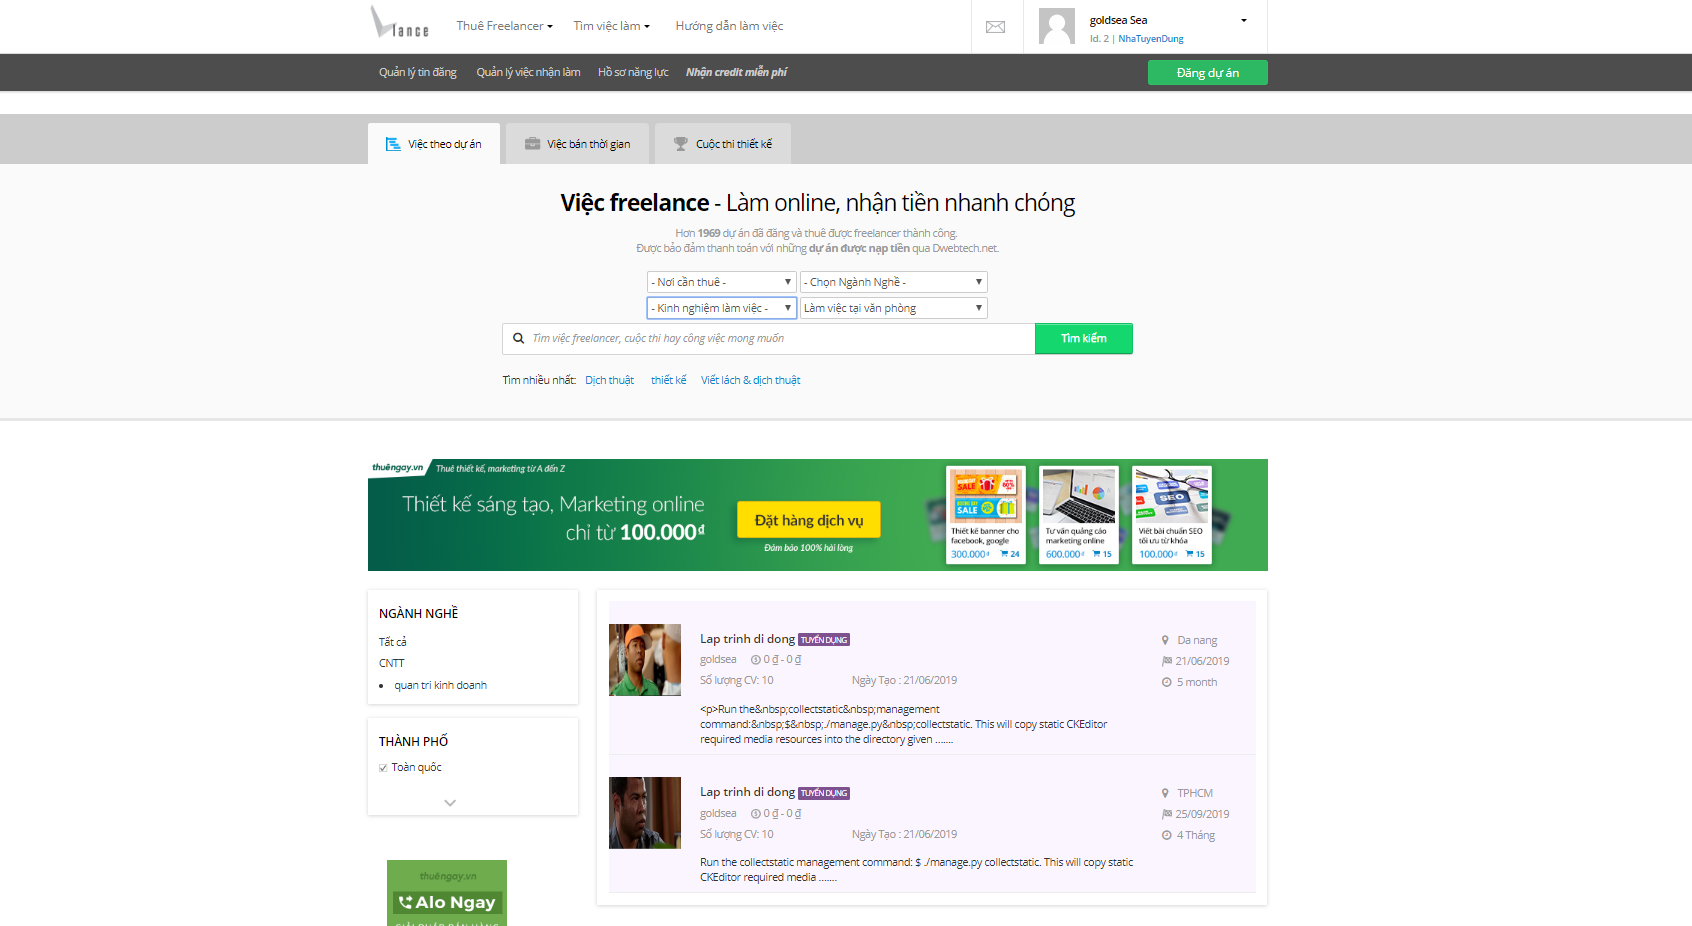 lance
Thuê Freelancer
Tìm việc làm
Hướng dẫn làm việc
goldsea Sea
Id. 2 | NhaTuyenDung
Quản lý tin đăng
Quản lý việc nhận làm
Hồ sơ năng lực
Nhận credit miễn phí
Đăng dự án
Việc theo dự án
Việc bán thời gian
Cuộc thi thiết kế
Việc freelance - Làm online, nhận tiền nhanh chóng
Hơn 1969 dự án đã đăng và thuê được freelancer thành công.
Được bảo đảm thanh toán với những dự án được nạp tiền qua Dwebtech.net.
- Nơi cần thuê -
- Chọn Ngành Nghề -
- Kinh nghiệm làm việc -
Làm việc tại văn phòng
Tìm việc freelancer, cuộc thi hay công việc mong muốn
Tìm kiếm
Tìm nhiều nhất: Dịch thuật thiết kế Viết lách & dịch thuật
thuêngay.vn
Thuê thiết kế, marketing từ A đến Z
Thiết kế sáng tạo, Marketing online
chỉ từ 100.000đ
Đặt hàng dịch vụ
Đảm bảo 100% hài lòng
SALE
60%
SALE
Thiết kế banner cho
facebook, google
300.000đ 24
Tư vấn quảng cáo
marketing online
600.000đ 15
SEO
Viết bài chuẩn SEO
tối ưu từ khóa
100.000đ 15
NGÀNH NGHỀ
Tất cả
CNTT
quan tri kinh doanh
THÀNH PHỐ
Toàn quốc
thuêngay.vn
Alo Ngay
Lap trinh di dong TUYỂN DỤNG
goldsea 0 ₫ - 0 ₫
Số lượng CV: 10 Ngày Tạo : 21/06/2019
Da nang
21/06/2019
5 month
<p>Run the&nbsp;collectstatic&nbsp;management
command:&nbsp;$&nbsp;./manage.py&nbsp;collectstatic. This will copy static CKEditor
required media resources into the directory given .......
Lap trinh di dong TUYỂN DỤNG
goldsea 0 ₫ - 0 ₫
Số lượng CV: 10 Ngày Tạo : 21/06/2019
TPHCM
25/09/2019
4 Tháng
Run the collectstatic management command: $ ./manage.py collectstatic. This will copy static
CKEditor required media .......